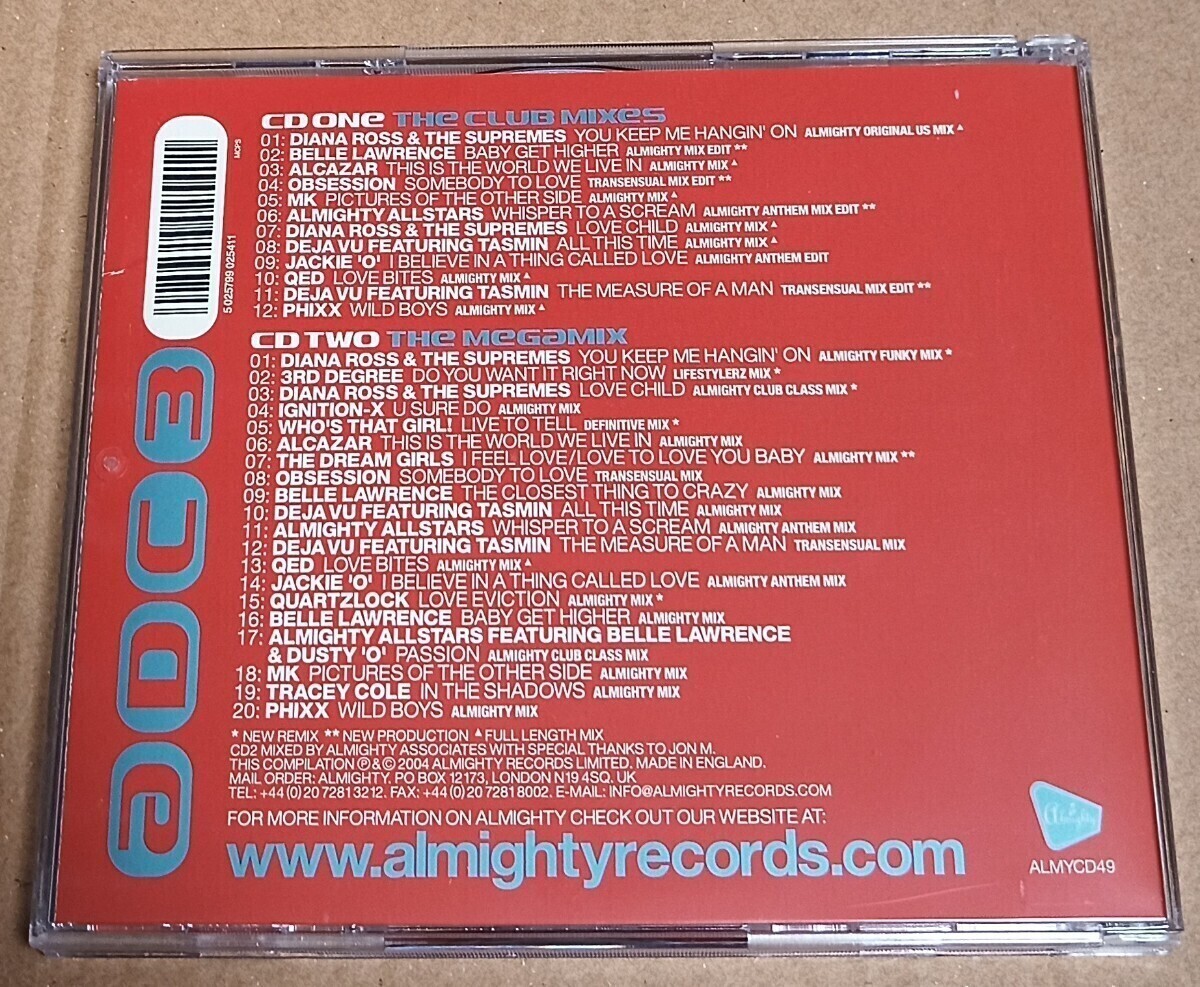 CD ONE THE CLUB MIXES
01: DIANA ROSS & THE SUPREMES YOU KEEP ME HANGIN' ON ALMIGHTY ORIGINAL US MIX ▲
02: BELLE LAWRENCE BABY GET HIGHER ALMIGHTY MIX EDIT **
03: ALCAZAR THIS IS THE WORLD WE LIVE IN ALMIGHTY MIX ▲
04: OBSESSION SOMEBODY TO LOVE TRANSENSUAL MIX EDIT **
05: MK PICTURES OF THE OTHER SIDE ALMIGHTY MIX ▲
06: ALMIGHTY ALLSTARS WHISPER TO A SCREAM ALMIGHTY ANTHEM MIX EDIT **
07: DIANA ROSS & THE SUPREMES LOVE CHILD ALMIGHTY MIX ▲
08: DEJA VU FEATURING TASMIN ALL THIS TIME ALMIGHTY MIX ▲
09: JACKIE 'O' I BELIEVE IN A THING CALLED LOVE ALMIGHTY ANTHEM EDIT
10: QED LOVE BITES ALMIGHTY MIX ▲
11: DEJA VU FEATURING TASMIN THE MEASURE OF A MAN TRANSENSUAL MIX EDIT **
12: PHIXX WILD BOYS ALMIGHTY MIX ▲
CD TWO THE MEGAMIX
01: DIANA ROSS & THE SUPREMES YOU KEEP ME HANGIN' ON ALMIGHTY FUNKY MIX *
02: 3RD DEGREE DO YOU WANT IT RIGHT NOW LIFESTYLERZ MIX *
03: DIANA ROSS & THE SUPREMES LOVE CHILD ALMIGHTY CLUB CLASS MIX *
04: IGNITION-X U SURE DO ALMIGHTY MIX
05: WHO'S THAT GIRL! LIVE TO TELL DEFINITIVE MIX *
06: ALCAZAR THIS IS THE WORLD WE LIVE IN ALMIGHTY MIX
07: THE DREAM GIRLS I FEEL LOVE/LOVE TO LOVE YOU BABY ALMIGHTY MIX **
08: OBSESSION SOMEBODY TO LOVE TRANSENSUAL MIX
09: BELLE LAWRENCE THE CLOSEST THING TO CRAZY ALMIGHTY MIX
10: DEJA VU FEATURING TASMIN ALL THIS TIME ALMIGHTY MIX
11: ALMIGHTY ALLSTARS WHISPER TO A SCREAM ALMIGHTY ANTHEM MIX
12: DEJA VU FEATURING TASMIN THE MEASURE OF A MAN TRANSENSUAL MIX
13: QED LOVE BITES ALMIGHTY MIX ▲
14: JACKIE 'O' I BELIEVE IN A THING CALLED LOVE ALMIGHTY ANTHEM MIX
15: QUARTZLOCK LOVE EVICTION ALMIGHTY MIX *
16: BELLE LAWRENCE BABY GET HIGHER ALMIGHTY MIX
17: ALMIGHTY ALLSTARS FEATURING BELLE LAWRENCE
& DUSTY 'O' PASSION ALMIGHTY CLUB CLASS MIX
18: MK PICTURES OF THE OTHER SIDE ALMIGHTY MIX
19: TRACEY COLE IN THE SHADOWS ALMIGHTY MIX
20: PHIXX WILD BOYS ALMIGHTY MIX
* NEW REMIX ** NEW PRODUCTION ▲ FULL LENGTH MIX
CD2 MIXED BY ALMIGHTY ASSOCIATES WITH SPECIAL THANKS TO JON M.
THIS COMPILATION ℗&© 2004 ALMIGHTY RECORDS LIMITED. MADE IN ENGLAND.
MAIL ORDER: ALMIGHTY. PO BOX 12173, LONDON N19 4SQ. UK
TEL: +44 (0) 20 7281 3212. FAX: +44 (0) 20 7281 8002. E-MAIL: INFO@ALMIGHTYRECORDS.COM
FOR MORE INFORMATION ON ALMIGHTY CHECK OUT OUR WEBSITE AT:
www.almightyrecords.com
MCPS
5 025799 025411
aDC3
Almighty
ALMYCD49